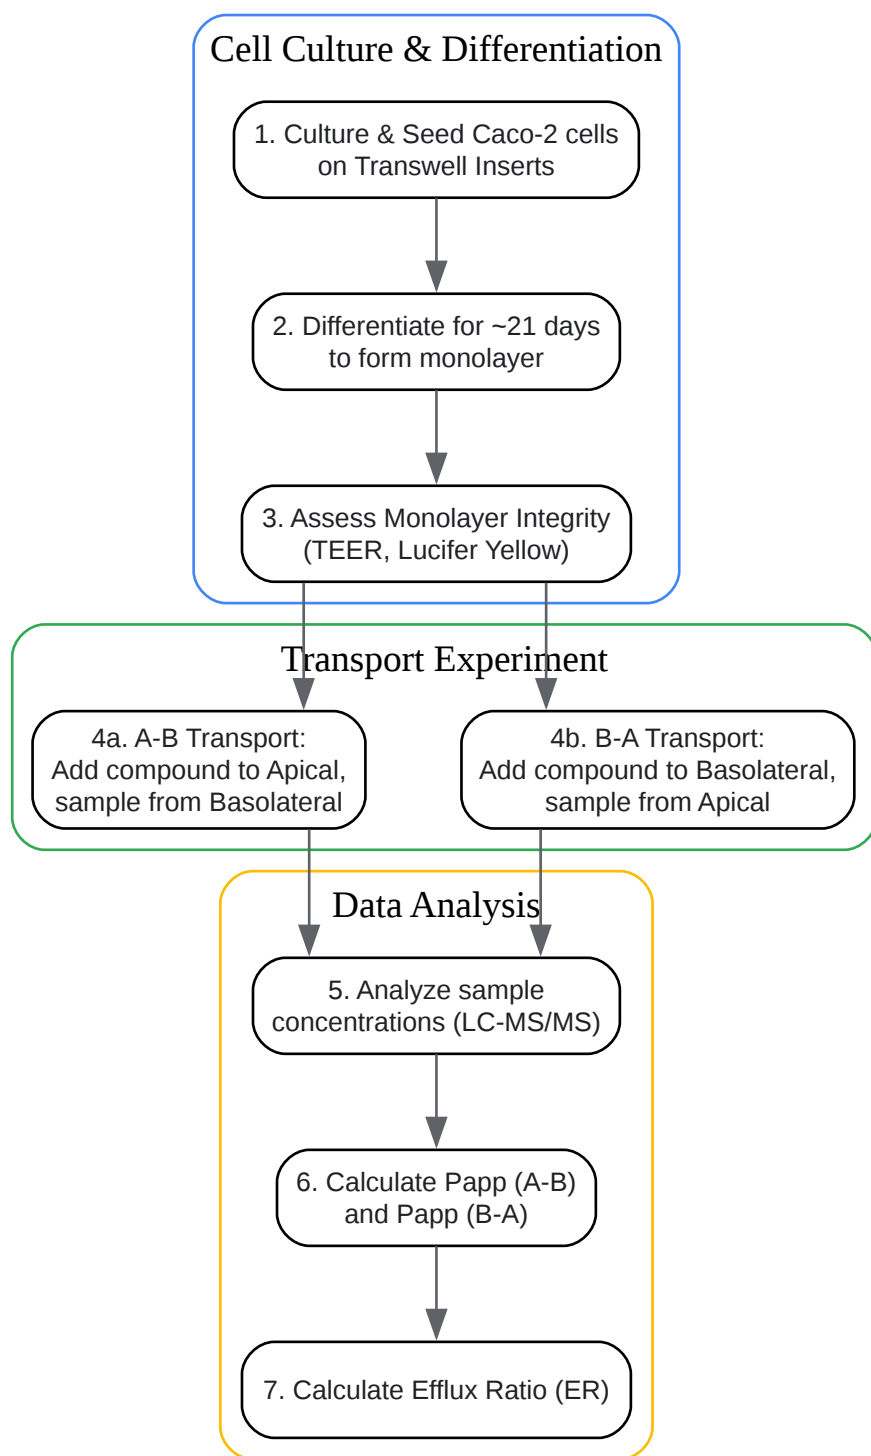 Cell Culture & Differentiation
1. Culture & Seed Caco-2 cells
on Transwell Inserts
2. Differentiate for ~21 days
to form monolayer
3. Assess Monolayer Integrity
(TEER, Lucifer Yellow)
Transport Experiment
4a. A-B Transport:
Add compound to Apical,
sample from Basolateral
4b. B-A Transport:
Add compound to Basolateral,
sample from Apical
Data Analysis
5. Analyze sample
concentrations (LC-MS/MS)
6. Calculate Papp (A-B)
and Papp (B-A)
7. Calculate Efflux Ratio (ER)